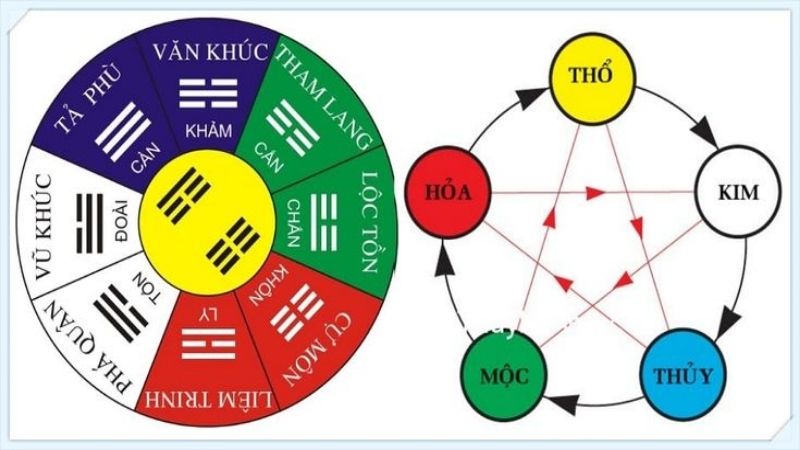 VĂN KHÚC
KHẢM
THAM LANG
CẤN
LỘC TỒN
CHẤN
CỰ MÔN
KHÔN
LIÊM TRINH
LY
PHÁ QUÂN
TỐN
VŨ KHÚC
ĐOÀI
TẢ PHÙ
CÀN
THỔ
KIM
THỦY
MỘC
HỎA